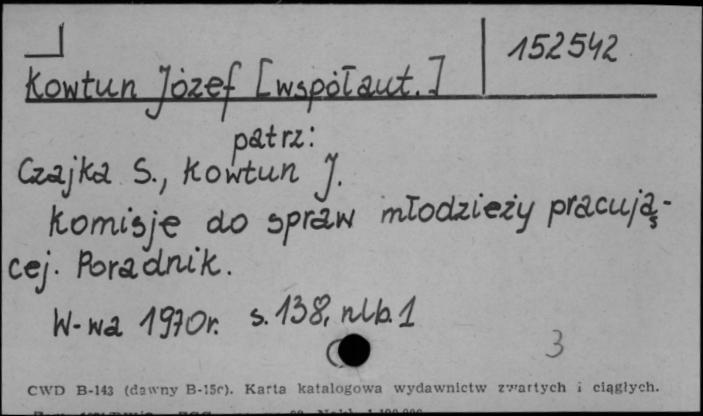 152542
Kowtun Józef [współaut.]
patrz:
Czajka S., Kowtun J.
Komisje do spraw młodzieży pracują-
cej. Poradnik.
W-wa 1970r. s. 138, nlb. 1
3
CWD B-143 (dawny B-15c). Karta katalogowa wydawnictw zwartych i ciągłych.